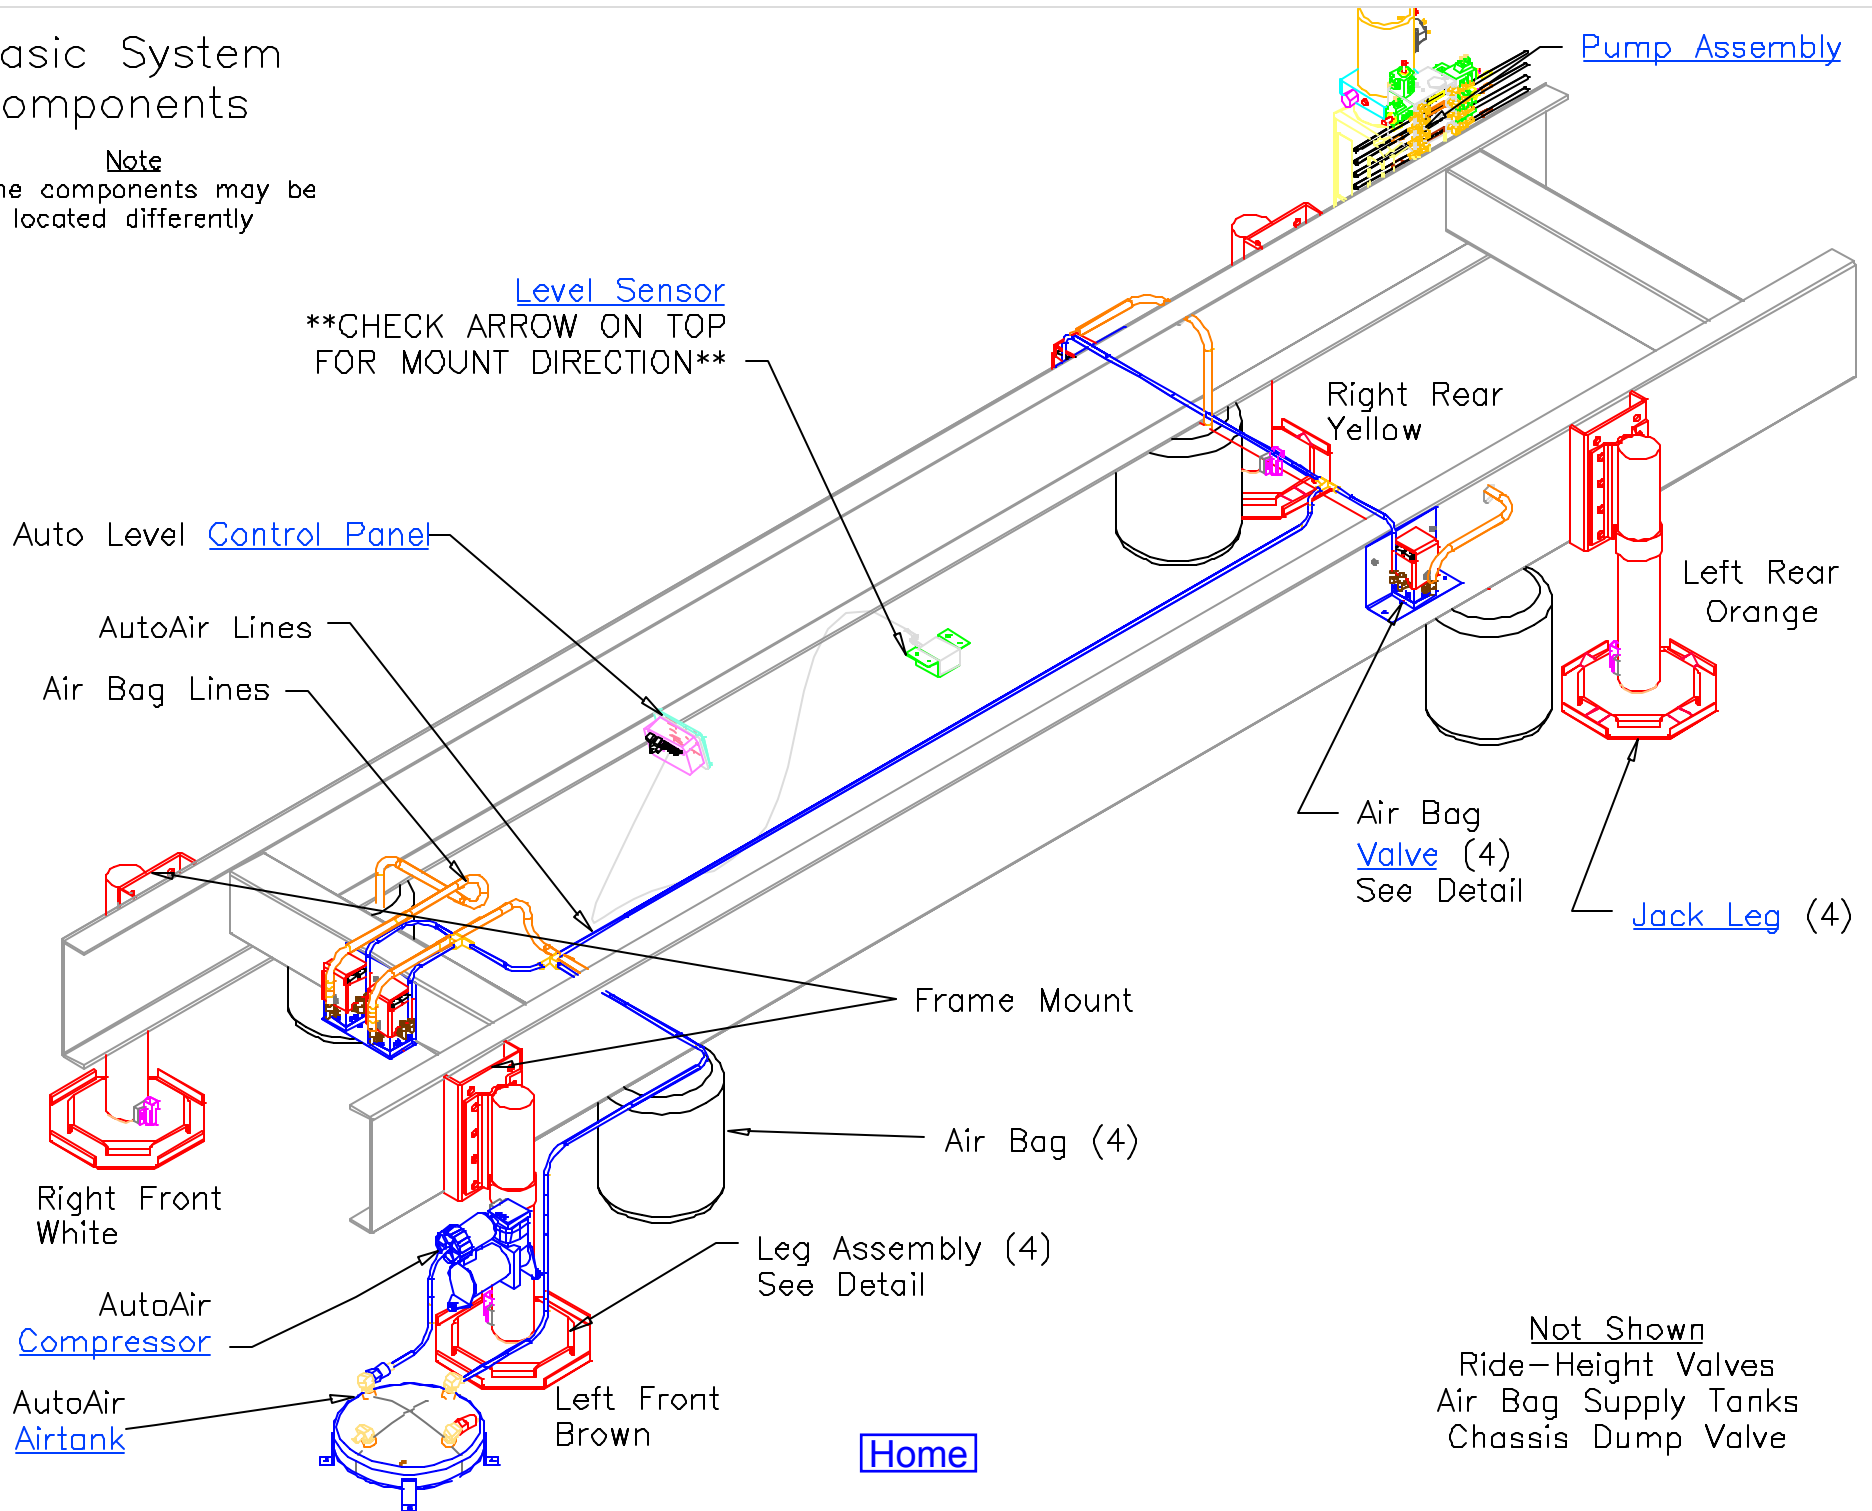 asic System
omponents
Note
ne components may be
located differently
Pump Assembly
Level Sensor
**CHECK ARROW ON TOP
FOR MOUNT DIRECTION**
Right Rear
Yellow
Auto Level Control Panel
Left Rear
Orange
AutoAir Lines
Air Bag Lines
Air Bag
Valve (4)
See Detail
Jack Leg (4)
Frame Mount
Air Bag (4)
Right Front
White
Leg Assembly (4)
See Detail
AutoAir
Compressor
AutoAir
Airtank
Left Front
Brown
Home
Not Shown
Ride-Height Valves
Air Bag Supply Tanks
Chassis Dump Valve